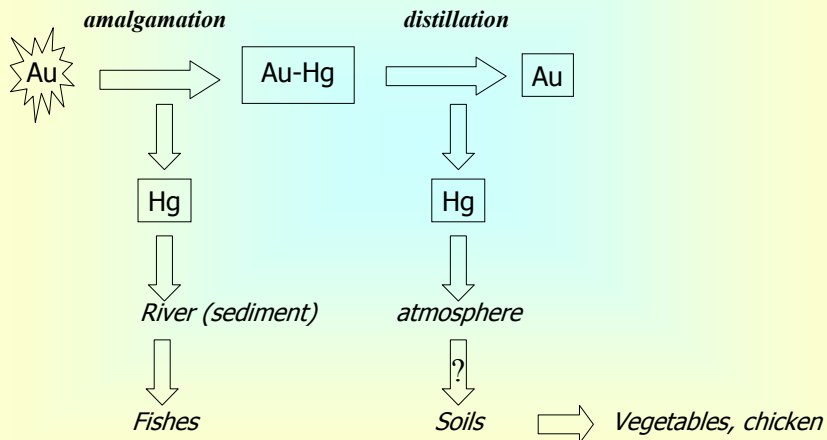 amalgamation
distillation
Au
Au-Hg
Au
Hg
Hg
River (sediment)
atmosphere
?
Fishes
Soils
Vegetables, chicken